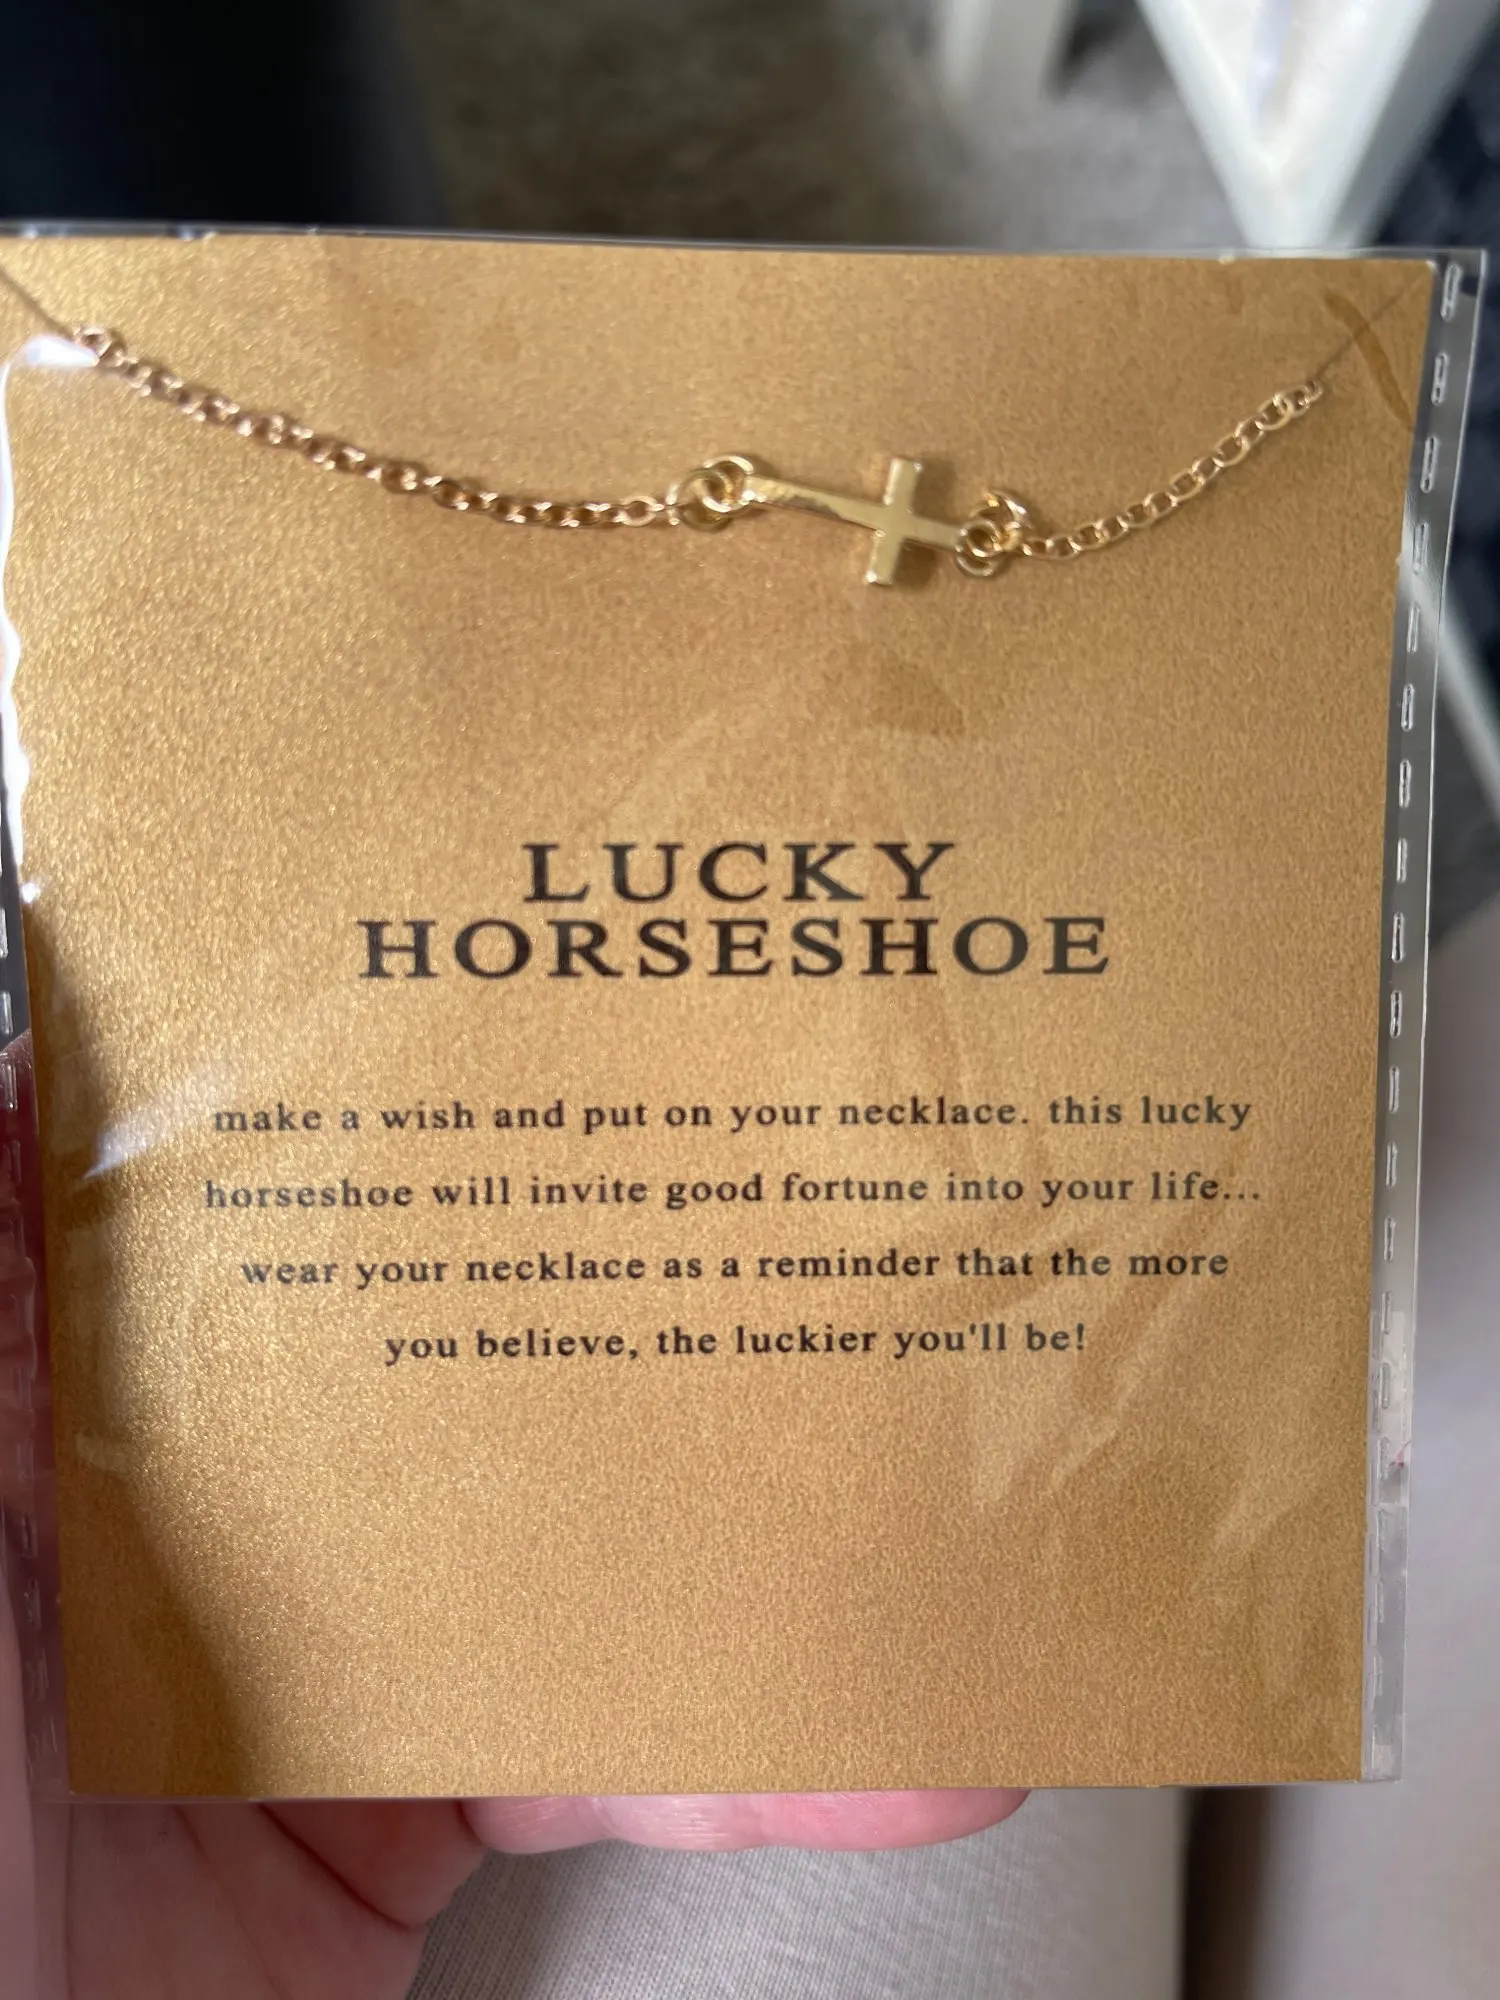 LUCKY
HORSESHOE
make a wish and put on your necklace. this lucky
horseshoe will invite good fortune into your life...
wear your necklace as a reminder that the more
you believe, the luckier you'll be!